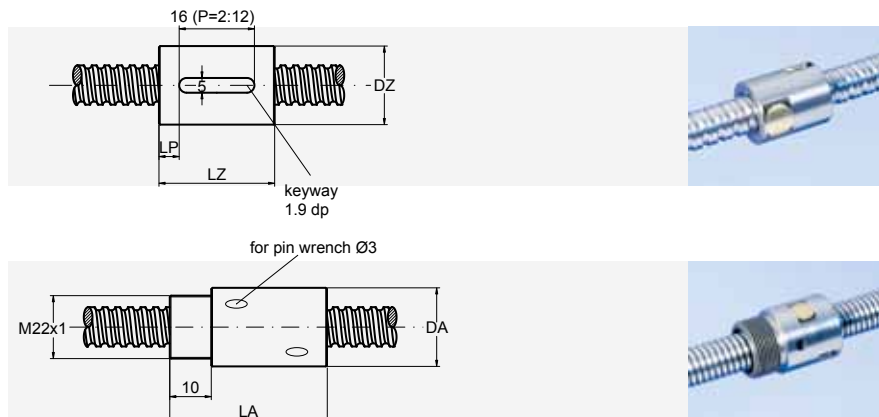 16 (P=2:12)
5
DZ
LP
LZ
keyway
1.9 dp
for pin wrench Ø3
M22x1
DA
10
LA